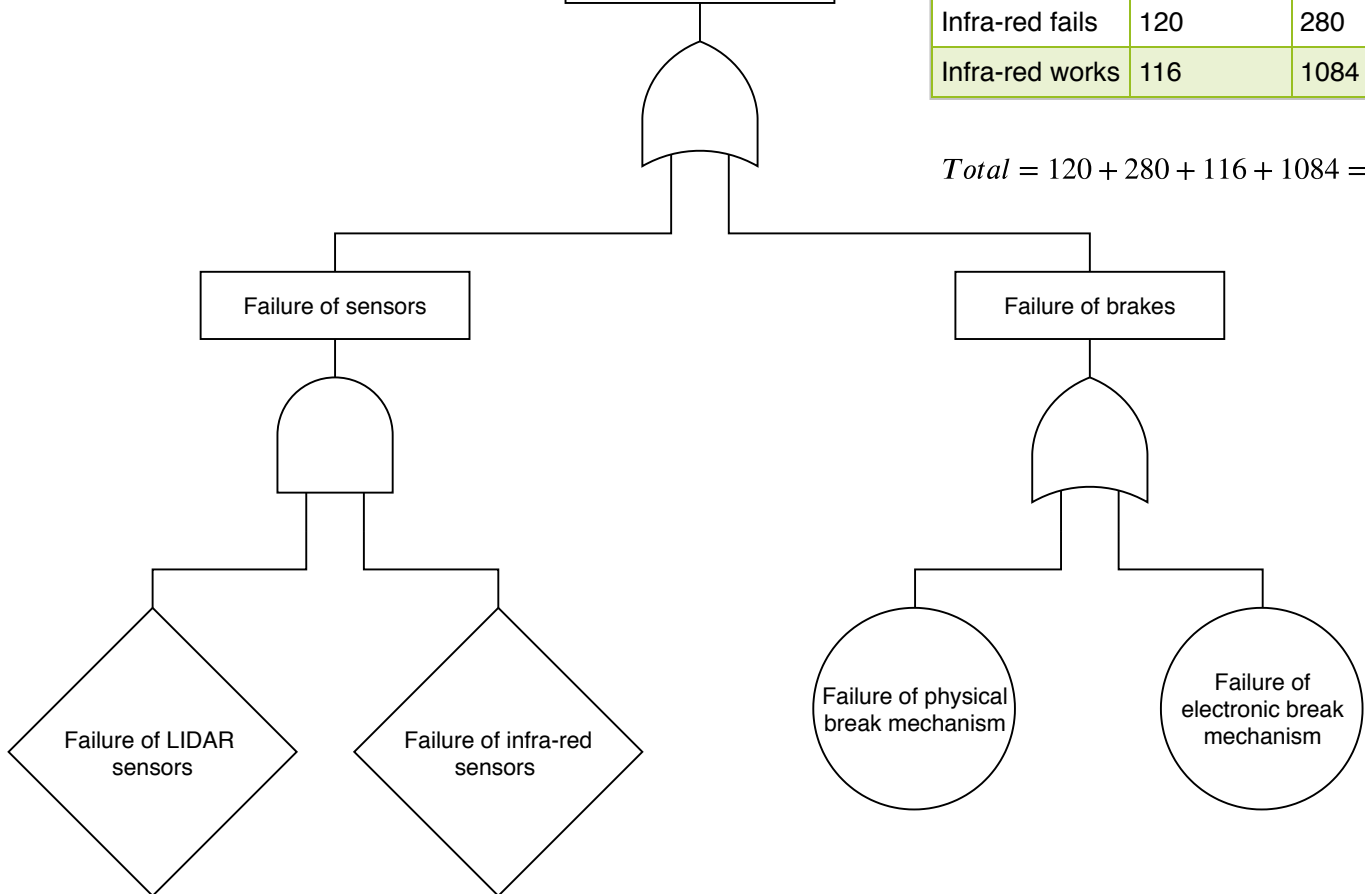 Infra-red fails 120 280
Infra-red works 116 1084
Total = 120 + 280 + 116 + 1084 =
Failure of sensors
Failure of brakes
Failure of LIDAR
sensors
Failure of infra-red
sensors
Failure of physical
break mechanism
Failure of
electronic break
mechanism